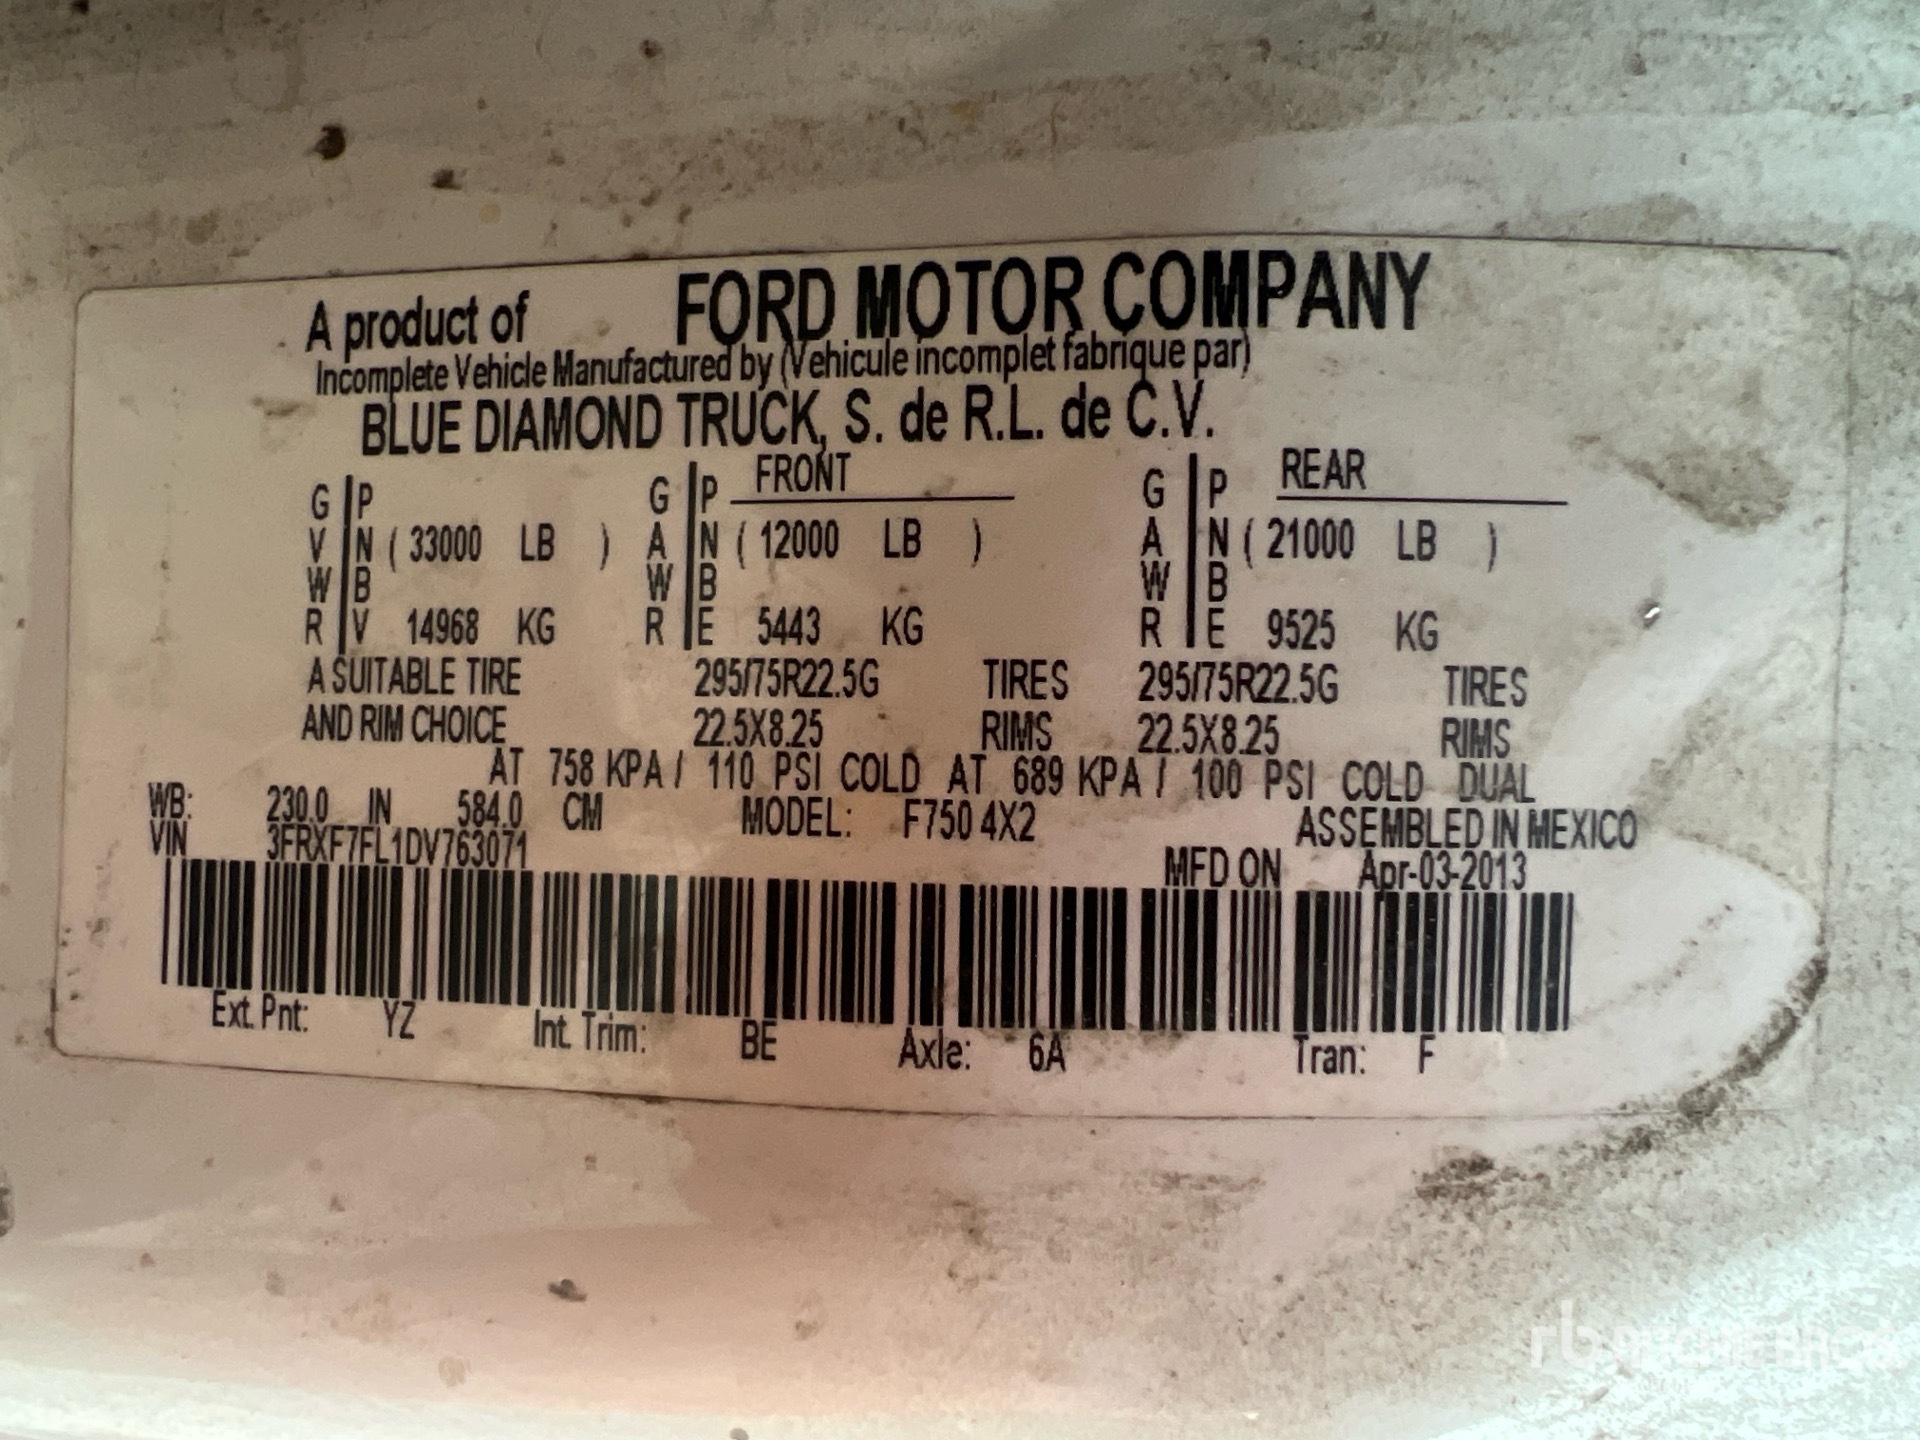 A product of FORD MOTOR COMPANY
Incomplete Vehicle Manufactured by (Vehicule incomplet fabrique par)
BLUE DIAMOND TRUCK, S. de R.L. de C.V.
FRONT REAR
G P G P G P
V N ( 33000 LB ) A N ( 12000 LB ) A N ( 21000 LB )
W B W B W B
R V 14968 KG R E 5443 KG R E 9525 KG
A SUITABLE TIRE 295/75R22.5G TIRES 295/75R22.5G TIRES
AND RIM CHOICE 22.5X8.25 RIMS 22.5X8.25 RIMS
AT 758 KPA / 110 PSI COLD AT 689 KPA / 100 PSI COLD DUAL
WB: 230.0 IN 584.0 CM MODEL: F750 4X2 ASSEMBLED IN MEXICO
VIN 3FRXF7FL1DV763071 MFD ON Apr-03-2013
Ext. Pnt: YZ Int. Trim: BE Axle: 6A Tran: F
rb RITCHIE BROS